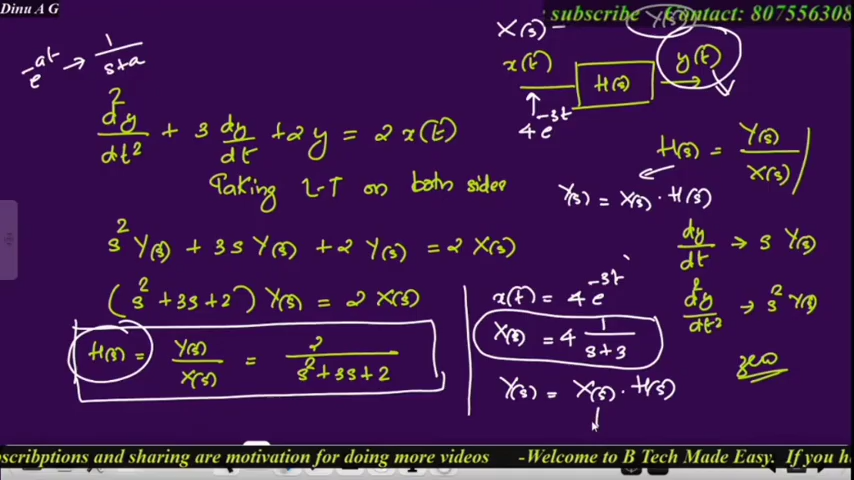 Dinu A G
subscribe Contact: 807556308
Y(s)
X(s) -
e^-at → 1/(s+a)
x(t) H(s) y(t)
4e^-3t
d²y/dt² + 3 dy/dt + 2y = 2 x(t)
H(s) = Y(s)/X(s)
Taking L-T on both sides
Y(s) = X(s) . H(s)
s² Y(s) + 3s Y(s) + 2 Y(s) = 2 X(s)
dy/dt → s Y(s)
(s² + 3s + 2) Y(s) = 2 X(s)
x(t) = 4e^-3t
d²y/dt² → s² Y(s)
H(s) = Y(s)/X(s) = 2/(s² + 3s + 2)
X(s) = 4 1/(s+3)
zero
Y(s) = X(s) . H(s)
scribptions and sharing are motivation for doing more videos -Welcome to B Tech Made Easy. If you h